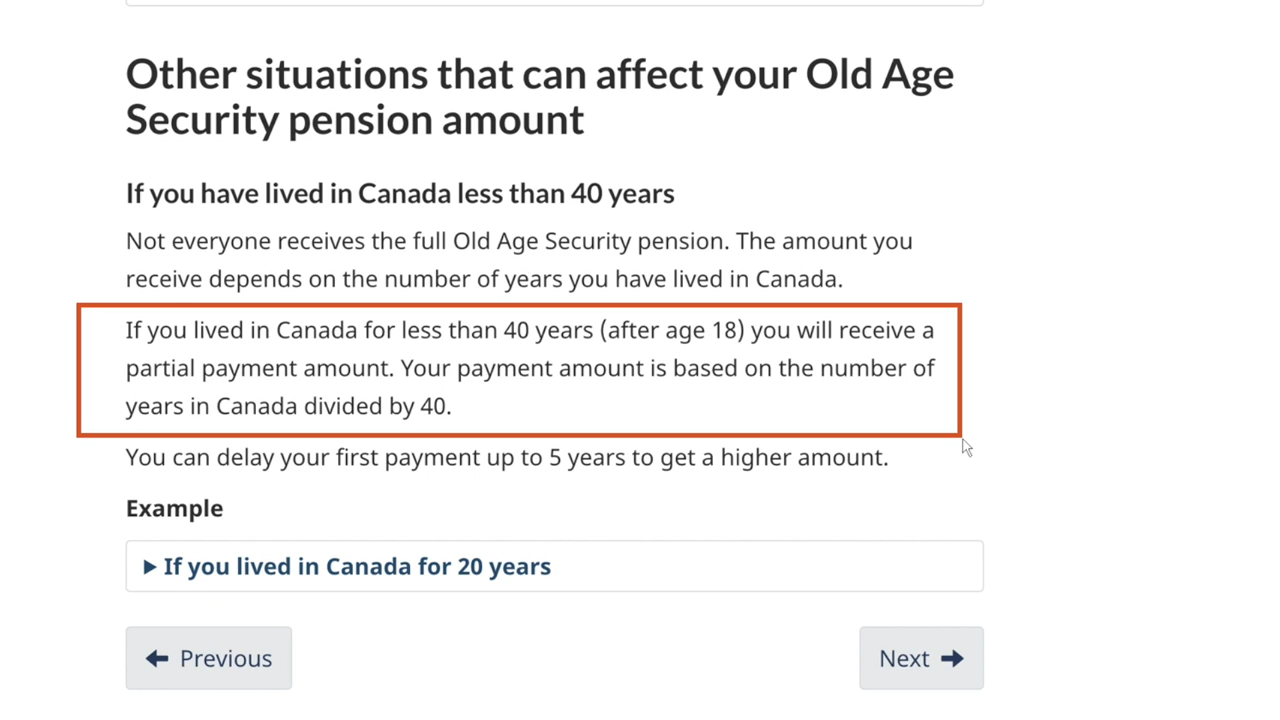 Other situations that can affect your Old Age
Security pension amount
If you have lived in Canada less than 40 years
Not everyone receives the full Old Age Security pension. The amount you
receive depends on the number of years you have lived in Canada.
If you lived in Canada for less than 40 years (after age 18) you will receive a
partial payment amount. Your payment amount is based on the number of
years in Canada divided by 40.
You can delay your first payment up to 5 years to get a higher amount.
Example
If you lived in Canada for 20 years
Previous
Next